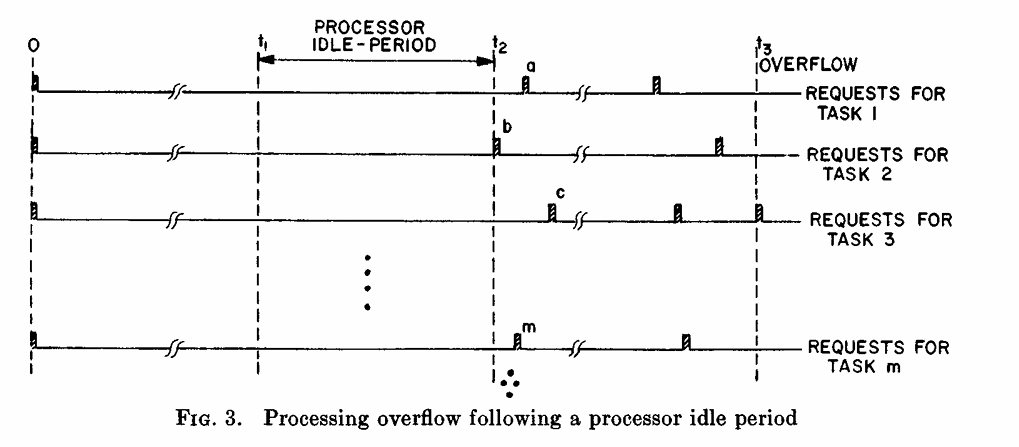 PROCESSOR
IDLE-PERIOD
0
t₁
t₂
t₃
OVERFLOW
a
REQUESTS FOR
TASK 1
b
REQUESTS FOR
TASK 2
c
REQUESTS FOR
TASK 3
m
REQUESTS FOR
TASK m
FIG. 3. Processing overflow following a processor idle period